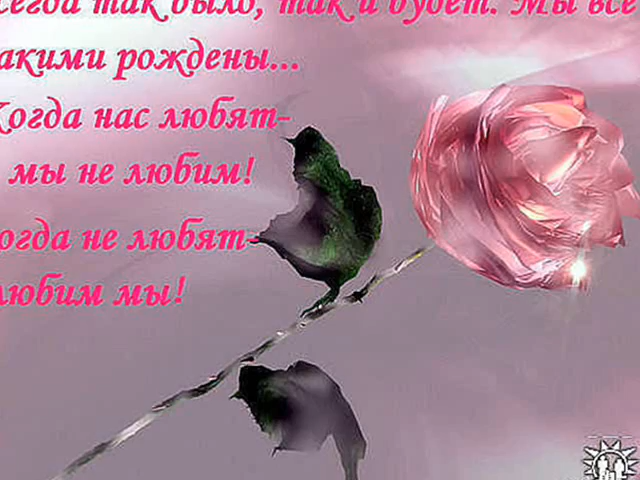 сегда так было, так и будет. Мы все
акими рождены...
Когда нас любят-
мы не любим!
огда не любят-
любим мы!